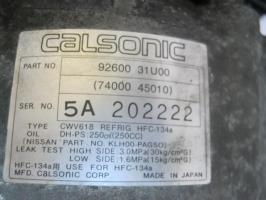 CALSONIC
PART NO 92600 31U00
(74000 45010)
SER NO. 5A 202222
TYPE CWV618 REFRIG HFC-134a
OIL DH-PS:250㎤(250CC)
(NISSAN PART NO. KLH00-PAGS0)
LEAK TEST HIGH SIDE 3.0MPa(30kg/cm²G)
LOW SIDE 1.6MPa(15kg/cm²G)
HFC-134a用 USE FOR HFC-134a
MFD. CALSONIC CORP MADE IN JAPAN